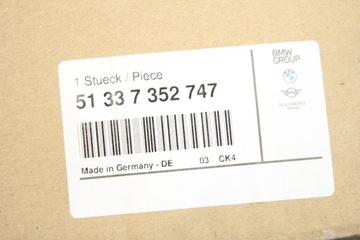 1 Stueck / Piece
51 33 7 352 747
Made in Germany - DE 03 CK4
BMW
GROUP